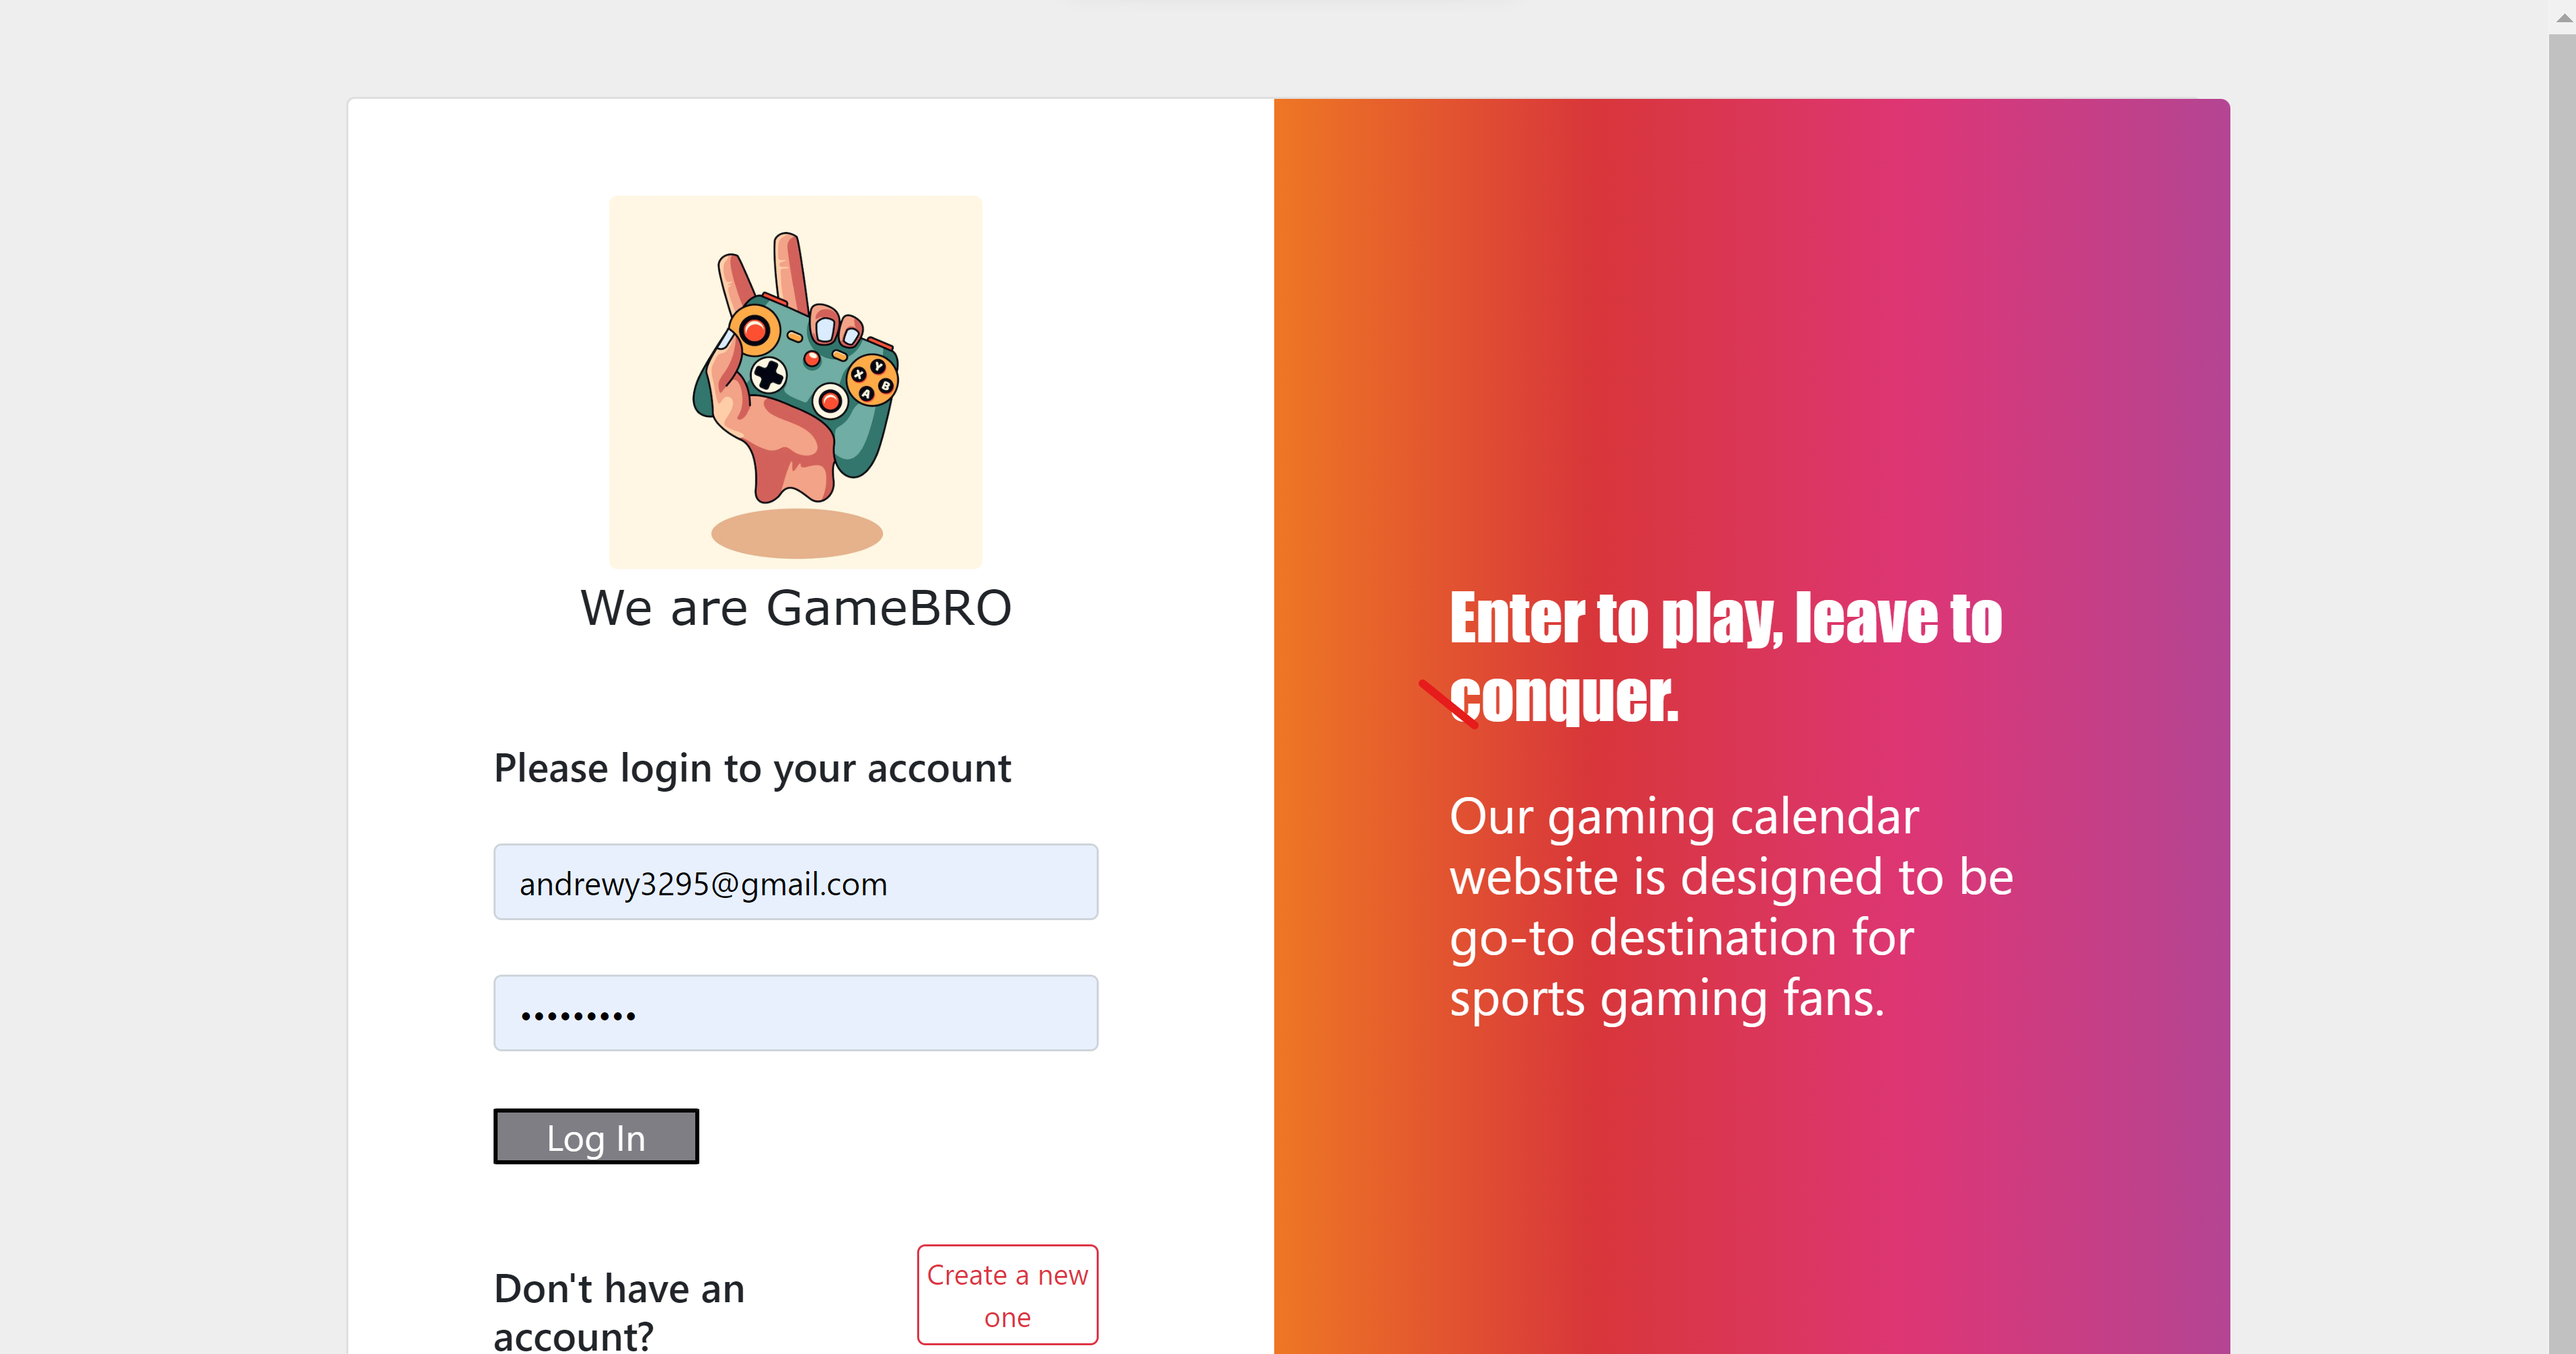 We are GameBRO
Please login to your account
andrewy3295@gmail.com
•••••••••
Log In
Don't have an
account?
Create a new
one
Enter to play, leave to
conquer.
Our gaming calendar
website is designed to be
go-to destination for
sports gaming fans.
X
Y
B
A